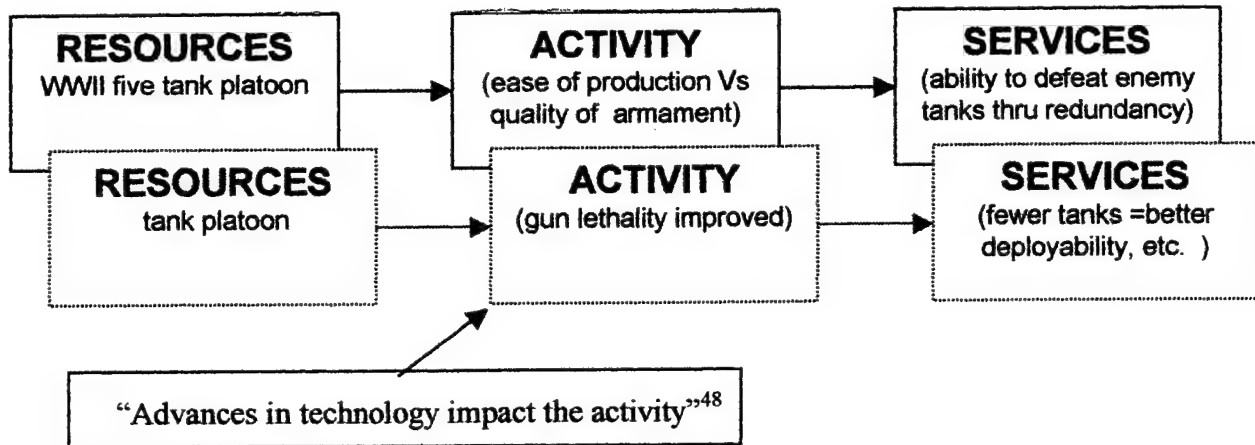 RESOURCES
WWII five tank platoon
ACTIVITY
(ease of production Vs
quality of armament)
SERVICES
(ability to defeat enemy
tanks thru redundancy)
RESOURCES
tank platoon
ACTIVITY
(gun lethality improved)
SERVICES
(fewer tanks =better
deployability, etc. )
“Advances in technology impact the activity”48